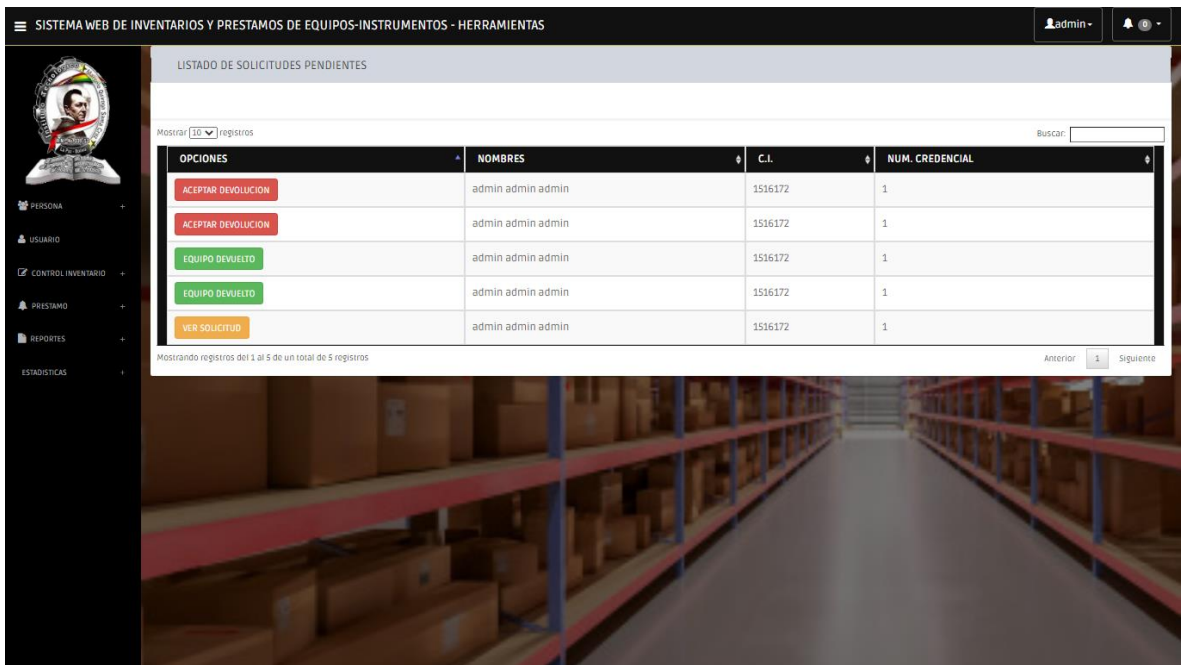 SISTEMA WEB DE INVENTARIOS Y PRESTAMOS DE EQUIPOS-INSTRUMENTOS - HERRAMIENTAS
admin
0
LISTADO DE SOLICITUDES PENDIENTES
Mostrar 10 registros
Buscar:
OPCIONES NOMBRES C.I. NUM. CREDENCIAL
ACEPTAR DEVOLUCION admin admin admin 1516172 1
ACEPTAR DEVOLUCION admin admin admin 1516172 1
EQUIPO DEVUELTO admin admin admin 1516172 1
EQUIPO DEVUELTO admin admin admin 1516172 1
VER SOLICITUD admin admin admin 1516172 1
Mostrando registros del 1 al 5 de un total de 5 registros
Anterior 1 Siguiente
PERSONA +
USUARIO
CONTROL INVENTARIO +
PRESTAMO +
REPORTES +
ESTADISTICAS +